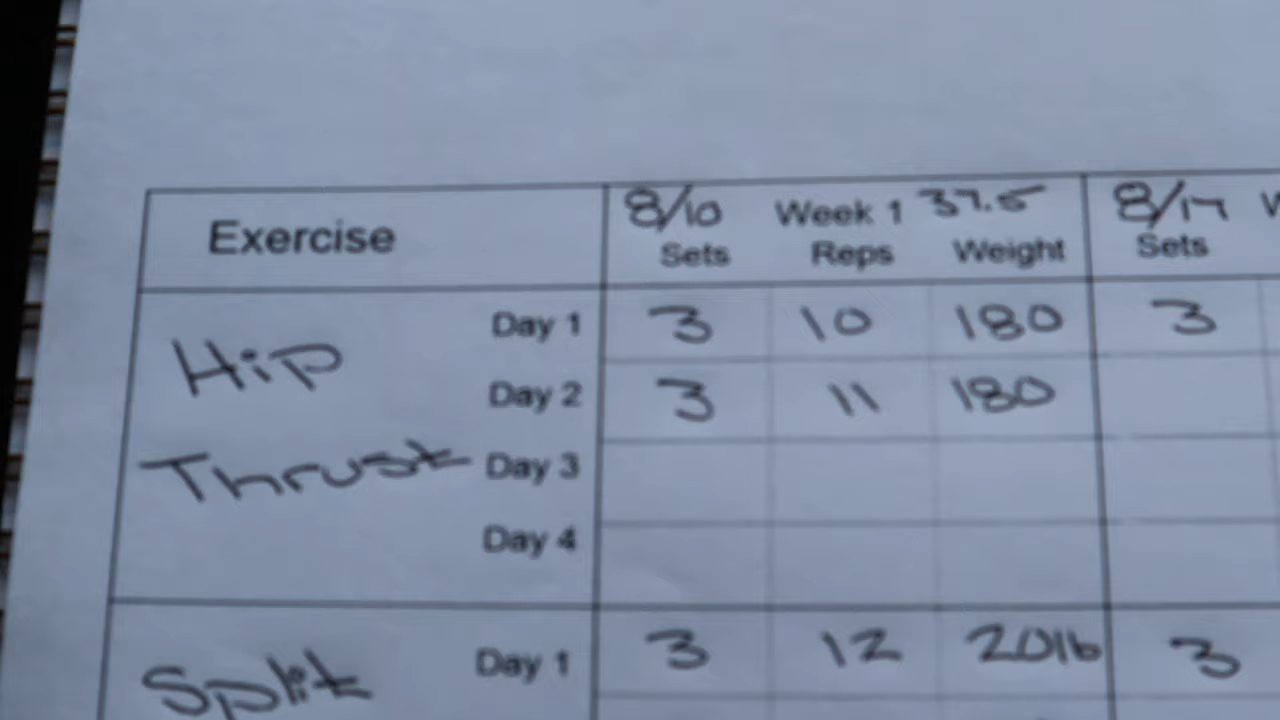 8/10 Week 1 37.5 8/17
Exercise Sets Reps Weight Sets
Day 1 3 10 180 3
Hip
Day 2 3 11 180
Thrust Day 3
Day 4
Split Day 1 3 12 20lb 3